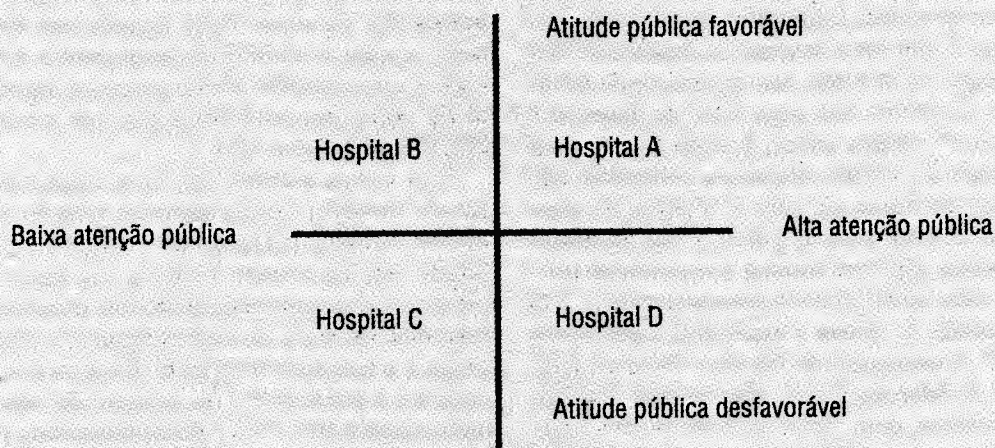 Atitude pública favorável
Hospital B
Hospital A
Baixa atenção pública
Alta atenção pública
Hospital C
Hospital D
Atitude pública desfavorável